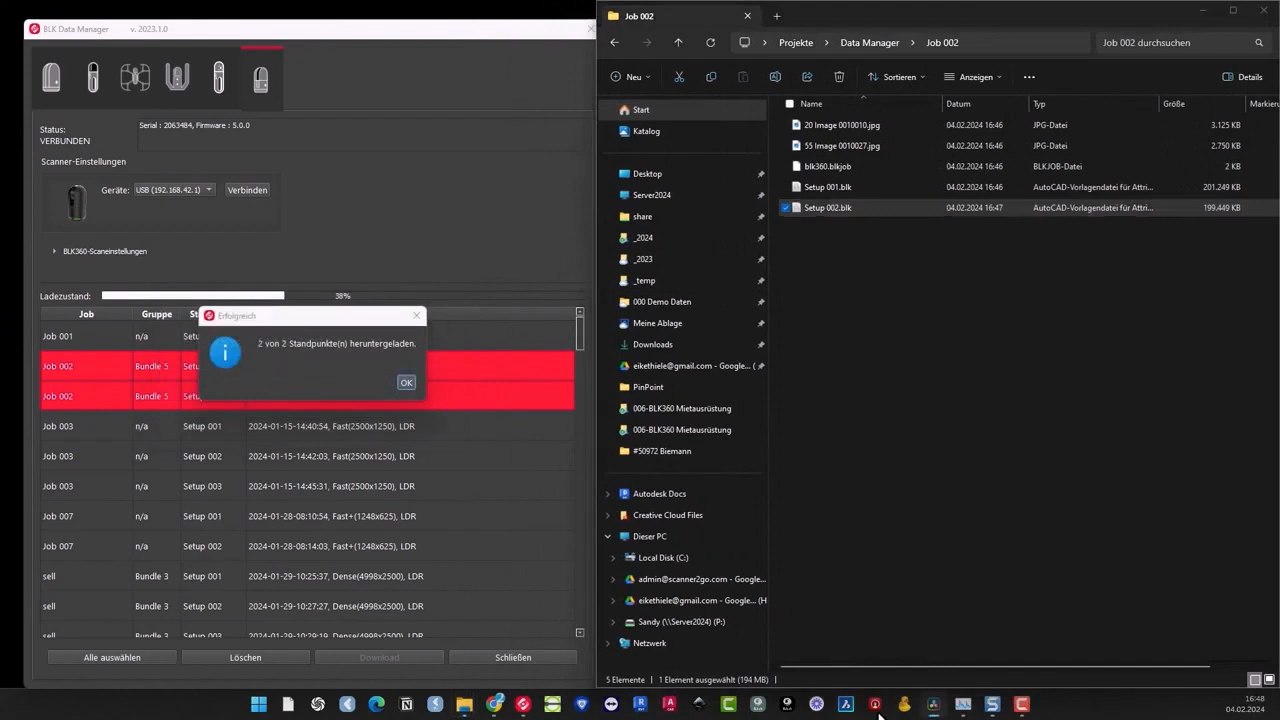 BLK Data Manager v. 2023.1.0
Status:
VERBUNDEN
Serial : 2063484, Firmware : 5.0.0
Scanner-Einstellungen
Geräte: USB (192.168.42.1) Verbinden
BLK360-Scaneinstellungen
Ladezustand: 38%
Job Gruppe
Job 001 n/a
Job 002 Bundle 5
Job 002 Bundle 5
Job 003 n/a Setup 001 2024-01-15-14:40:54, Fast(2500x1250), LDR
Job 003 n/a Setup 002 2024-01-15-14:42:03, Fast(2500x1250), LDR
Job 003 n/a Setup 003 2024-01-15-14:45:31, Fast(2500x1250), LDR
Job 007 n/a Setup 001 2024-01-28-08:10:54, Fast+(1248x625), LDR
Job 007 n/a Setup 002 2024-01-28-08:14:03, Fast+(1248x625), LDR
sell Bundle 3 Setup 001 2024-01-29-10:25:37, Dense(4998x2500), LDR
sell Bundle 3 Setup 002 2024-01-29-10:27:27, Dense(4998x2500), LDR
sell Bundle 3 Setup 003 2024-01-29-10:29:19, Dense(4998x2500), LDR
Alle auswählen Löschen Download Schließen
Erfolgreich
2 von 2 Standpunkte(n) heruntergeladen.
OK
Job 002
Projekte Data Manager Job 002 Job 002 durchsuchen
Neu Sortieren Anzeigen Details
Start
Katalog
Desktop
Server2024
share
_2024
_2023
_temp
000 Demo Daten
Meine Ablage
Downloads
eikethiele@gmail.com - Google...
PinPoint
006-BLK360 Mietausrüstung
006-BLK360 Mietausrüstung
#50972 Biemann
Autodesk Docs
Creative Cloud Files
Dieser PC
Local Disk (C:)
admin@scanner2go.com - Google...
eikethiele@gmail.com - Google... (H
Sandy (\\Server2024) (P:)
Netzwerk
Name Datum Typ Größe Markieru
20 Image 0010010.jpg 04.02.2024 16:46 JPG-Datei 3.125 KB
55 Image 0010027.jpg 04.02.2024 16:46 JPG-Datei 2.750 KB
blk360.blkjob 04.02.2024 16:46 BLKJOB-Datei 2 KB
Setup 001.blk 04.02.2024 16:46 AutoCAD-Vorlagendatei für Attri... 201.249 KB
Setup 002.blk 04.02.2024 16:47 AutoCAD-Vorlagendatei für Attri... 199.449 KB
5 Elemente 1 Element ausgewählt (194 MB)
16:48
04.02.2024